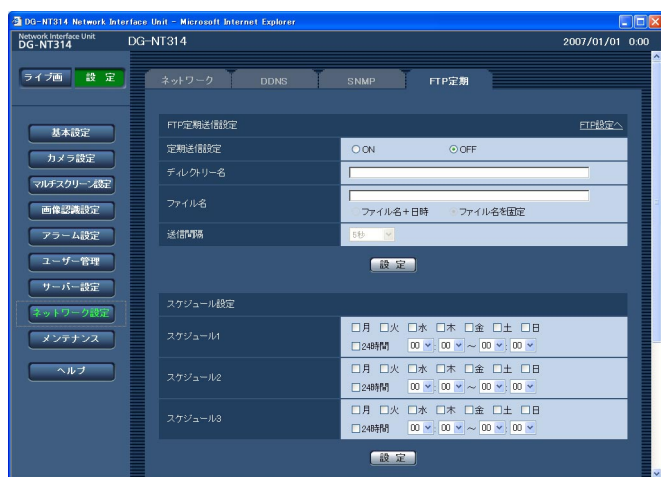 DG-NT314 Network Interface Unit - Microsoft Internet Explorer
Network Interface Unit
DG-NT314
DG-NT314
2007/01/01 0:00
ライブ画 設 定
ネットワーク DDNS SNMP FTP定期
基本設定
カメラ設定
マルチスクリーン設定
画像認識設定
アラーム設定
ユーザー管理
サーバー設定
ネットワーク設定
メンテナンス
ヘルプ
FTP定期送信設定 FTP設定へ
定期送信設定 ON OFF
ディレクトリー名
ファイル名
ファイル名+日時 ファイル名を固定
送信間隔 5秒
設 定
スケジュール設定
スケジュール1
月 火 水 木 金 土 日
24時間 00 : 00 ~ 00 : 00
スケジュール2
月 火 水 木 金 土 日
24時間 00 : 00 ~ 00 : 00
スケジュール3
月 火 水 木 金 土 日
24時間 00 : 00 ~ 00 : 00
設 定